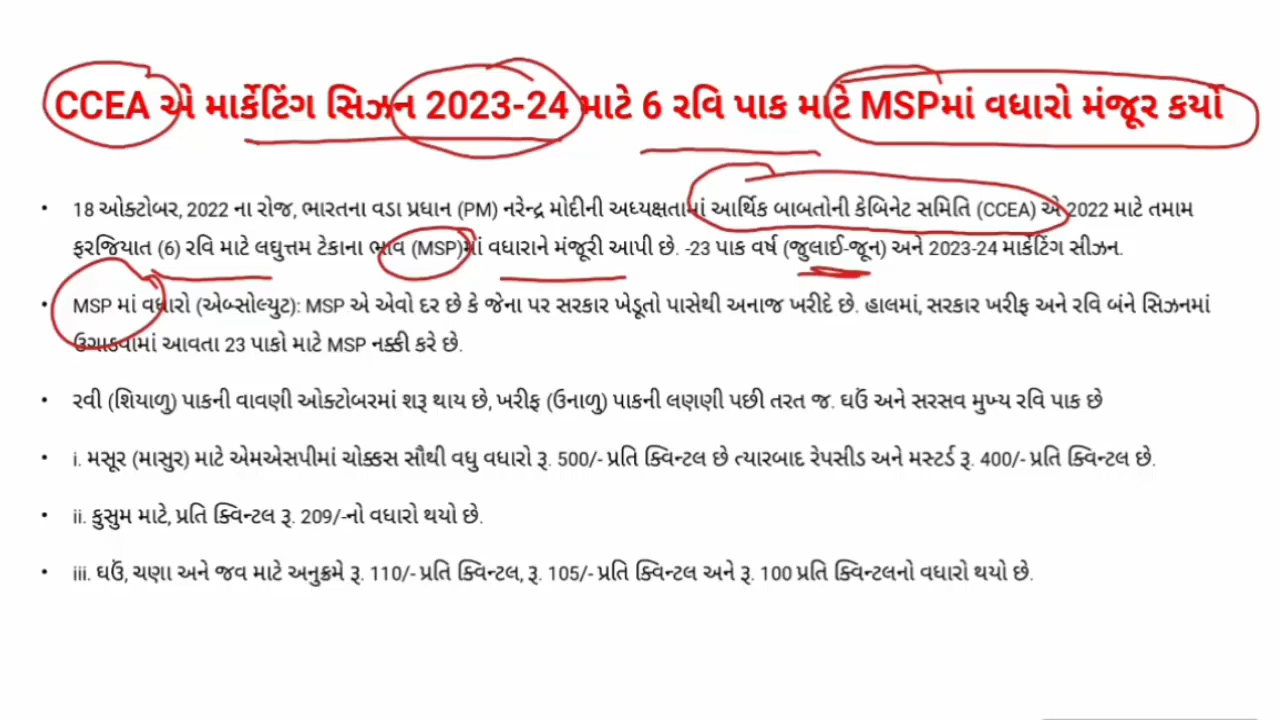 CCEA એ માર્કેટિંગ સિઝન 2023-24 માટે 6 રવિ પાક માટે MSPમાં વધારો મંજૂર કર્યો
• 18 ઓક્ટોબર, 2022 ના રોજ, ભારતના વડા પ્રધાન (PM) નરેન્દ્ર મોદીની અધ્યક્ષતામાં આર્થિક બાબતોની કેબિનેટ સમિતિ (CCEA) એ 2022 માટે તમામ
ફરજિયાત (6) રવિ માટે લઘુત્તમ ટેકાના ભાવ (MSP)માં વધારાને મંજૂરી આપી છે. -23 પાક વર્ષ (જુલાઈ-જૂન) અને 2023-24 માર્કેટિંગ સીઝન.
• MSP માં વધારો (એબ્સોલ્યુટ): MSP એ એવો દર છે કે જેના પર સરકાર ખેડૂતો પાસેથી અનાજ ખરીદે છે. હાલમાં, સરકાર ખરીફ અને રવિ બંને સિઝનમાં
ઉગાડવામાં આવતા 23 પાકો માટે MSP નક્કી કરે છે.
• રવી (શિયાળુ) પાકની વાવણી ઓક્ટોબરમાં શરૂ થાય છે, ખરીફ (ઉનાળુ) પાકની લણણી પછી તરત જ. ઘઉં અને સરસવ મુખ્ય રવિ પાક છે
• i. મસૂર (માસુર) માટે એમએસપીમાં ચોક્કસ સૌથી વધુ વધારો રૂ. 500/- પ્રતિ ક્વિન્ટલ છે ત્યારબાદ રેપસીડ અને મસ્ટર્ડ રૂ. 400/- પ્રતિ ક્વિન્ટલ છે.
• ii. કુસુમ માટે, પ્રતિ ક્વિન્ટલ રૂ. 209/-નો વધારો થયો છે.
• iii. ઘઉં, ચણા અને જવ માટે અનુક્રમે રૂ. 110/- પ્રતિ ક્વિન્ટલ, રૂ. 105/- પ્રતિ ક્વિન્ટલ અને રૂ. 100 પ્રતિ ક્વિન્ટલનો વધારો થયો છે.